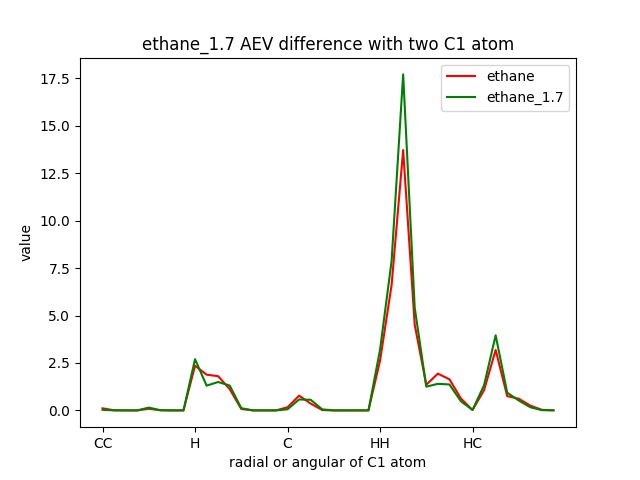 ethane_1.7 AEV difference with two C1 atom
ethane
ethane_1.7
17.5
15.0
12.5
10.0
7.5
5.0
2.5
0.0
value
CC H C HH HC
radial or angular of C1 atom